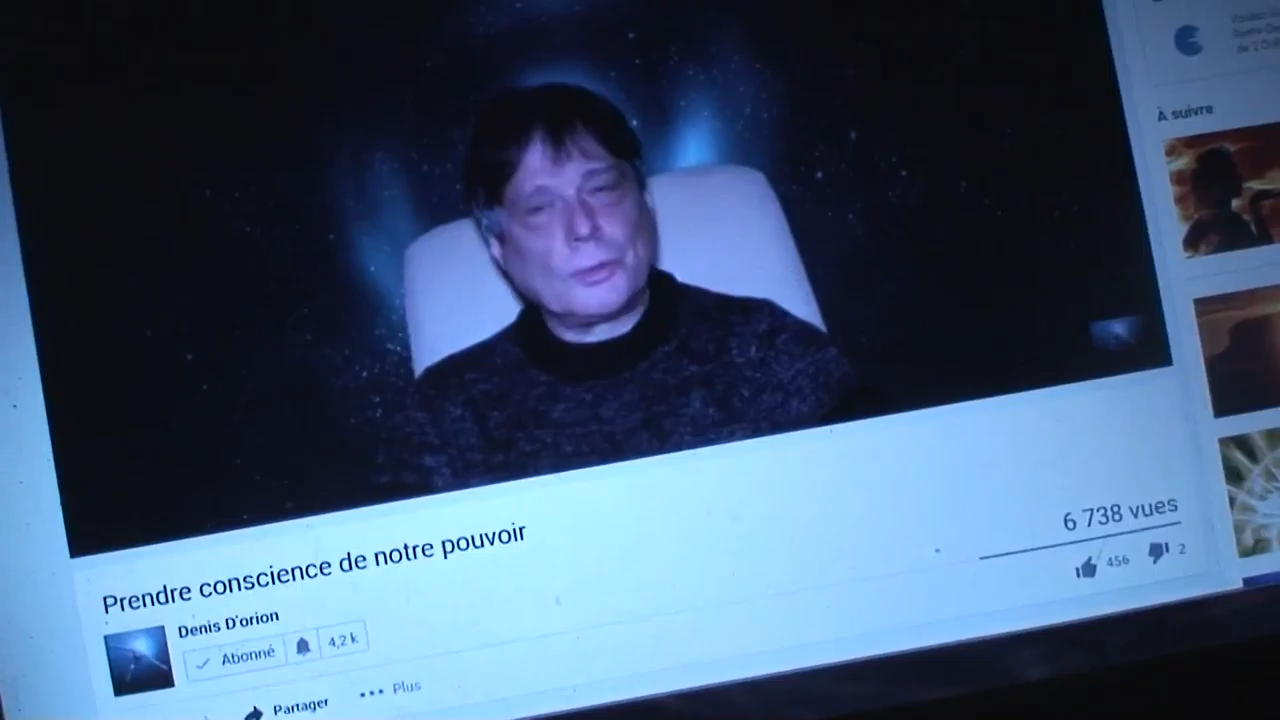 À suivre
6 738 vues
456 2
Prendre conscience de notre pouvoir
Denis D'orion
Abonné 4,2 k
Partager ••• Plus